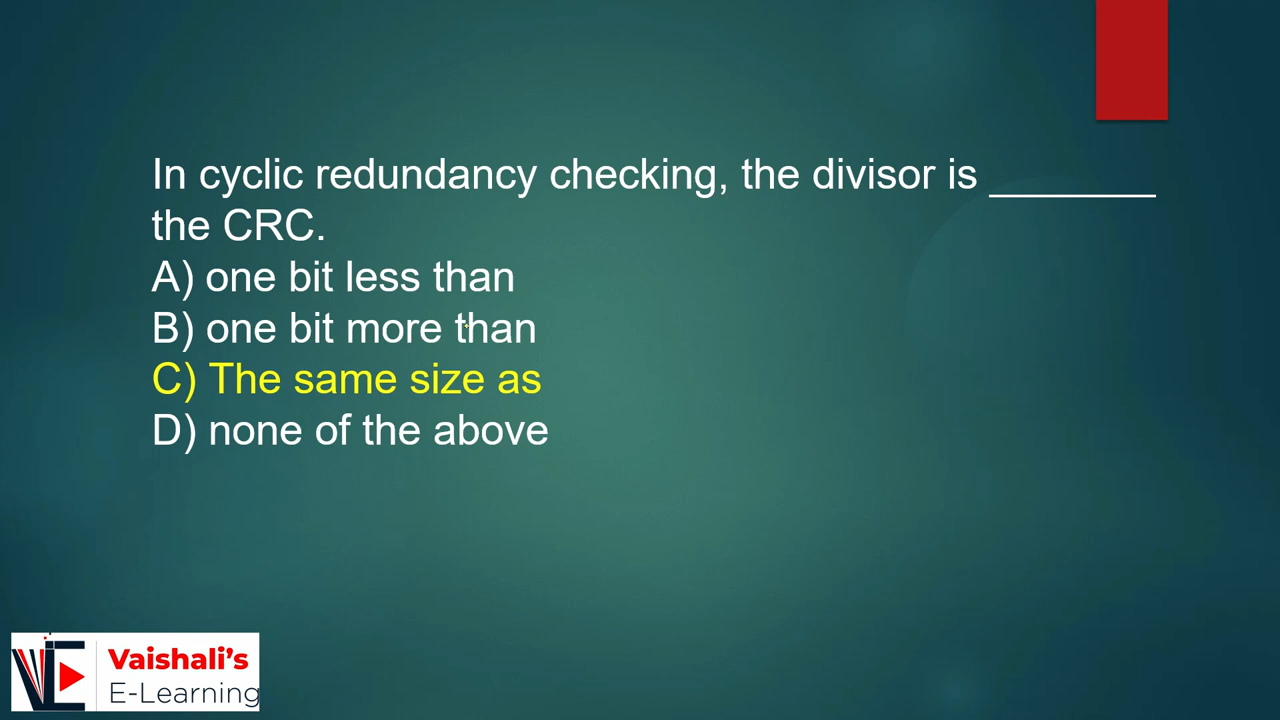 In cyclic redundancy checking, the divisor is ________
the CRC.
A) one bit less than
B) one bit more than
C) The same size as
D) none of the above
Vaishali's
E-Learning